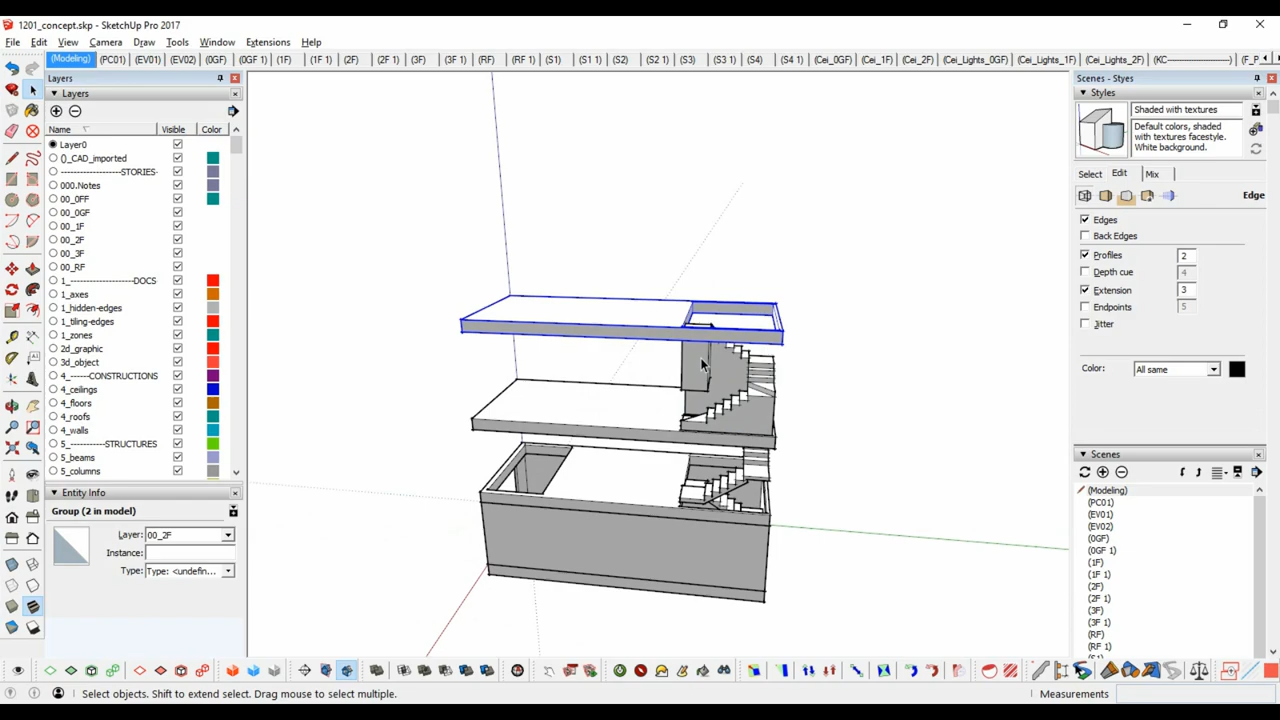 1201_concept.skp - SketchUp Pro 2017
File Edit View Camera Draw Tools Window Extensions Help
(Modeling) (PC01) (EV01) (EV02) (0GF) (0GF 1) (1F) (1F 1) (2F) (2F 1) (3F) (3F 1) (RF) (RF 1) (S1) (S1 1) (S2) (S2 1) (S3) (S3 1) (S4) (S4 1) (Cei_0GF) (Cei_1F) (Cei_2F) (Cei_Lights_0GF) (Cei_Lights_1F) (Cei_Lights_2F)
Layers
Layers
Name Visible Color
Layer0
0_CAD_imported
-------------------STORIES-
000.Notes
00_0FF
00_0GF
00_1F
00_2F
00_3F
00_RF
1_------------------DOCS
1_axes
1_hidden-edges
1_tiling-edges
1_zones
2d_graphic
3d_object
4_------CONSTRUCTIONS
4_ceilings
4_floors
4_roofs
4_walls
5_----------STRUCTURES
5_beams
5_columns
Entity Info
Group (2 in model)
Layer: 00_2F
Instance:
Type: Type: <undefin...
Scenes - Styes
Styles
Shaded with textures
Default colors, shaded
with textures facestyle.
White background.
Select Edit Mix
Edge
Edges
Back Edges
Profiles 2
Depth cue 4
Extension 3
Endpoints 5
Jitter
Color: All same
Scenes
(Modeling)
(PC01)
(EV01)
(EV02)
(0GF)
(0GF 1)
(1F)
(1F 1)
(2F)
(2F 1)
(3F)
(3F 1)
(RF)
(RF 1)
Select objects. Shift to extend select. Drag mouse to select multiple.
Measurements